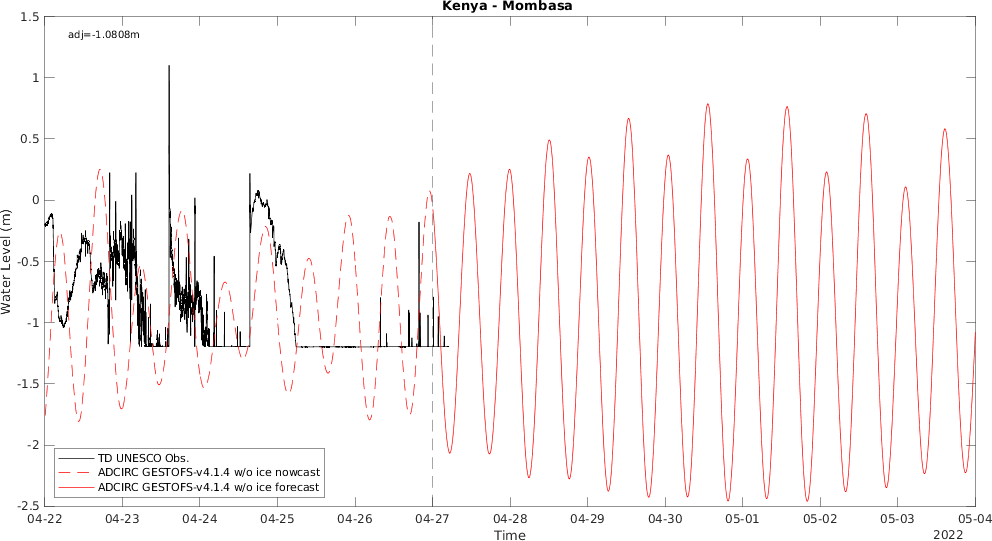 Kenya - Mombasa
adj=-1.0808m
1.5
1
0.5
0
-0.5
-1
-1.5
-2
-2.5
Water Level (m)
TD UNESCO Obs.
ADCIRC GESTOFS-v4.1.4 w/o ice nowcast
ADCIRC GESTOFS-v4.1.4 w/o ice forecast
04-22 04-23 04-24 04-25 04-26 04-27 04-28 04-29 04-30 05-01 05-02 05-03 05-04
Time
2022